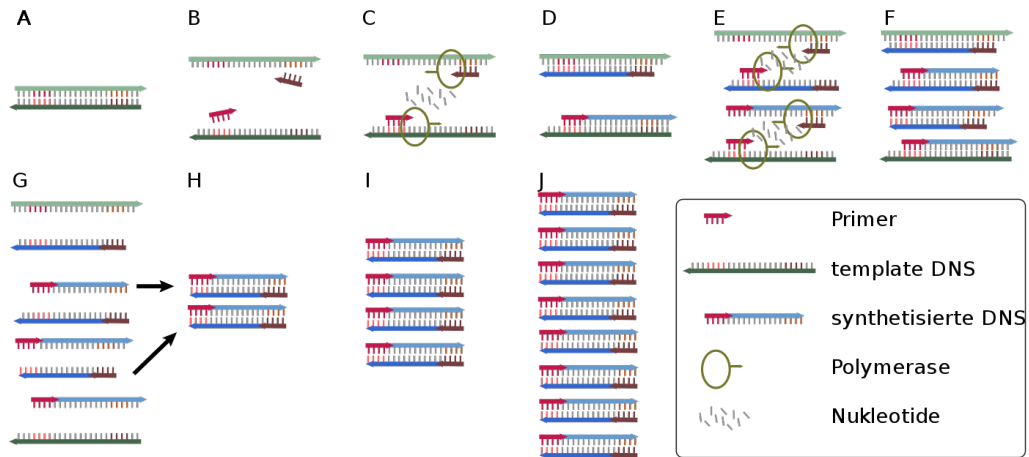 A
B
C
D
E
F
G
H
I
J
Primer
template DNS
synthetisierte DNS
Polymerase
Nukleotide